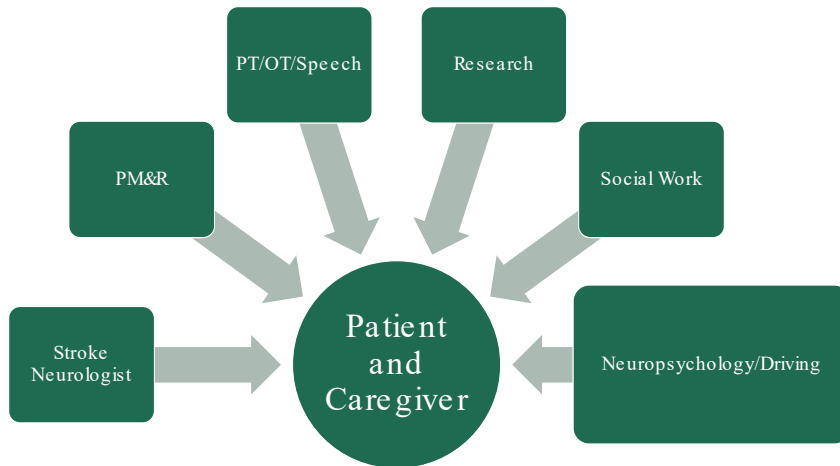 PT/OT/Speech
Research
PM&R
Social Work
Stroke
Neurologist
Patient
and
Caregiver
Neuropsychology/Driving